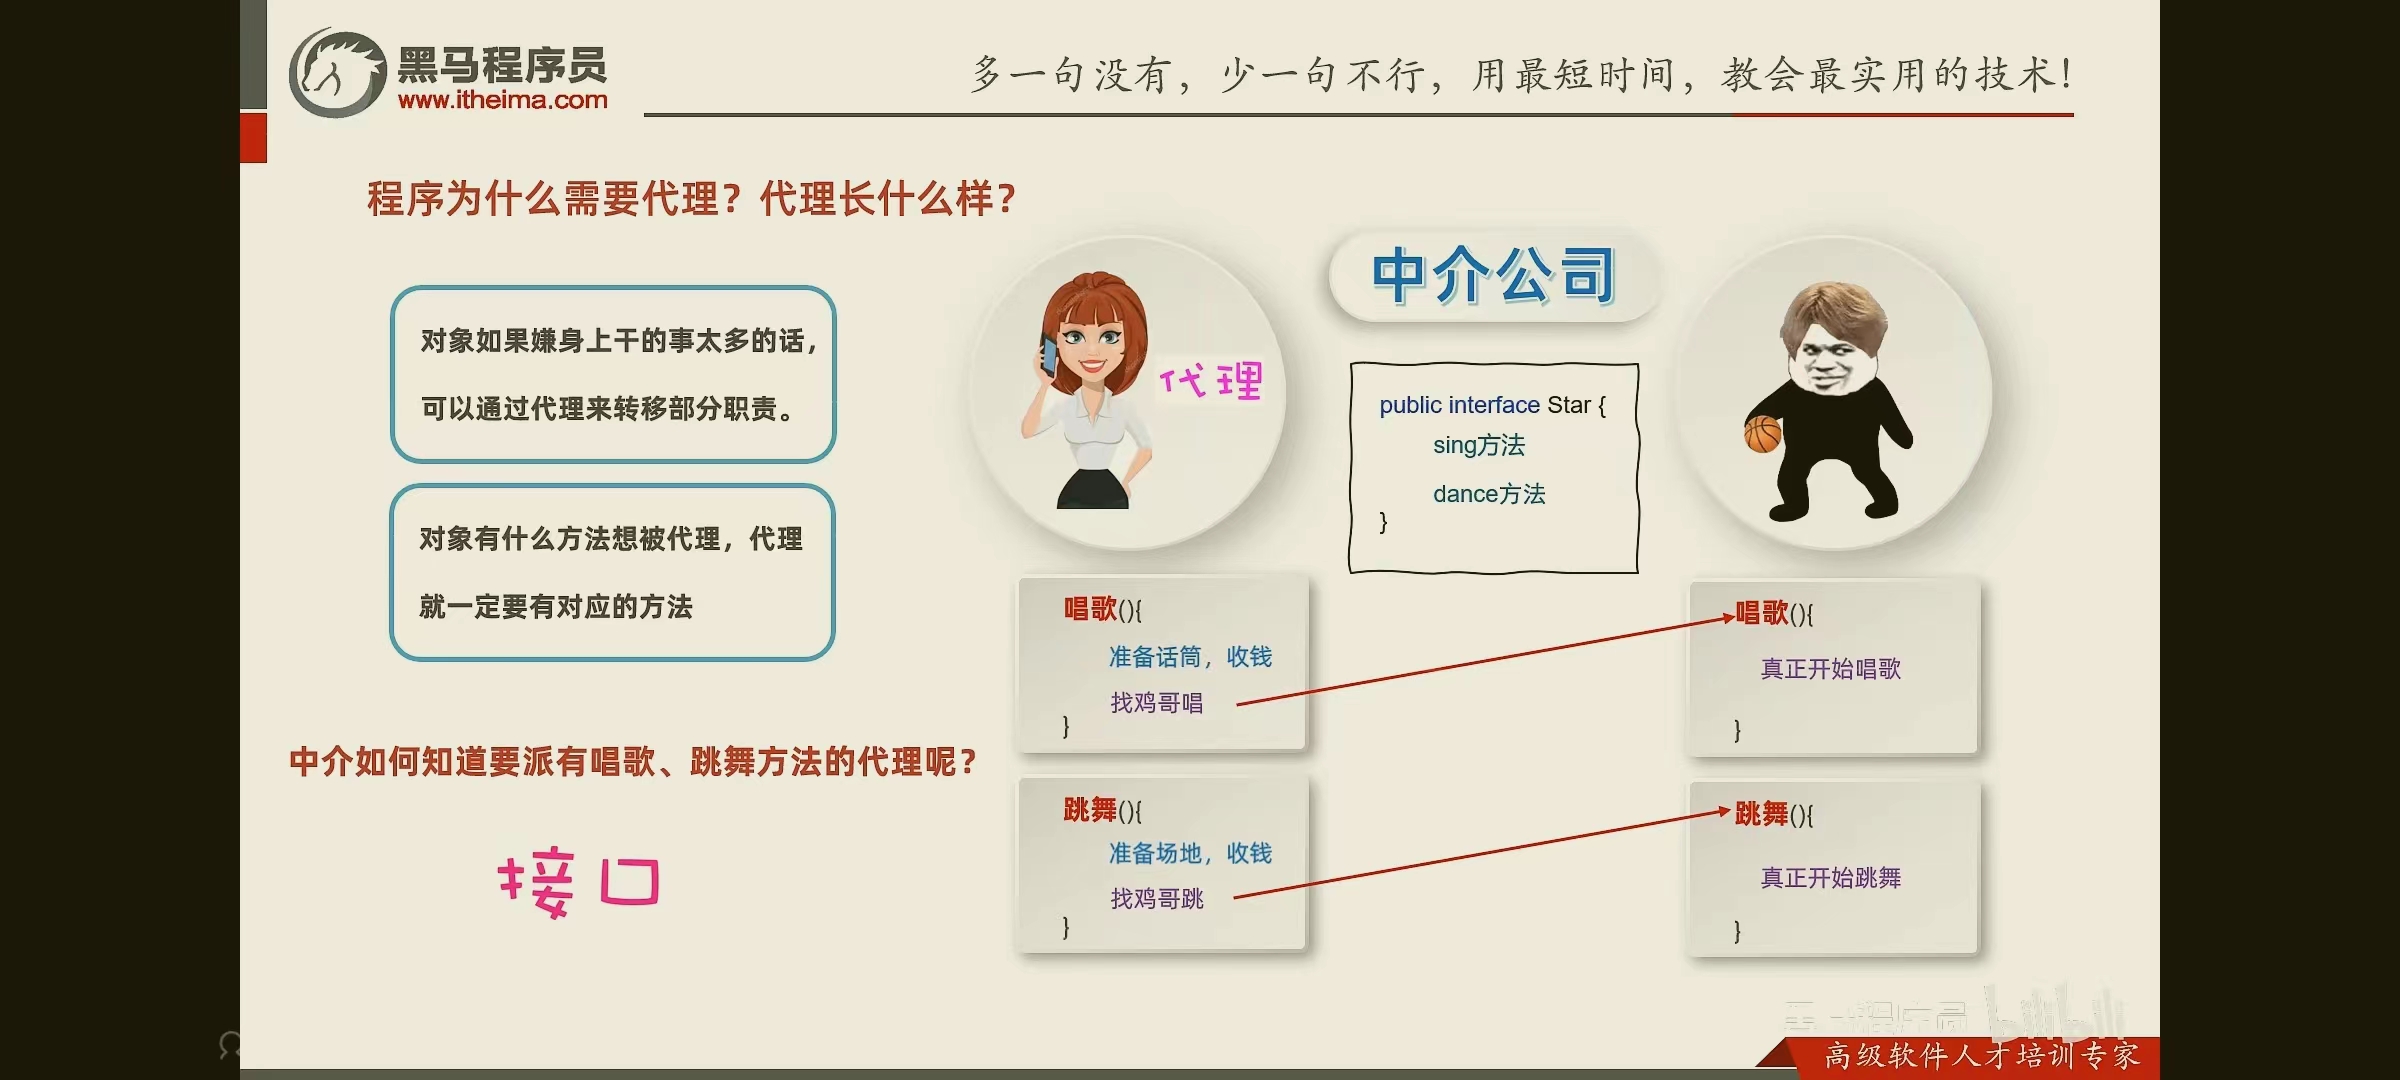 黑马程序员
www.itheima.com
多一句没有，少一句不行，用最短时间，教会最实用的技术！
程序为什么需要代理？代理长什么样？
对象如果嫌身上干的事太多的话，
可以通过代理来转移部分职责。
对象有什么方法想被代理，代理
就一定要有对应的方法
中介如何知道要派有唱歌、跳舞方法的代理呢？
接口
代理
中介公司
public interface Star {
sing方法
dance方法
}
唱歌(){
准备话筒，收钱
找鸡哥唱
}
唱歌(){
真正开始唱歌
}
跳舞(){
准备场地，收钱
找鸡哥跳
}
跳舞(){
真正开始跳舞
}
黑马程序员 bilibili
高级软件人才培训专家